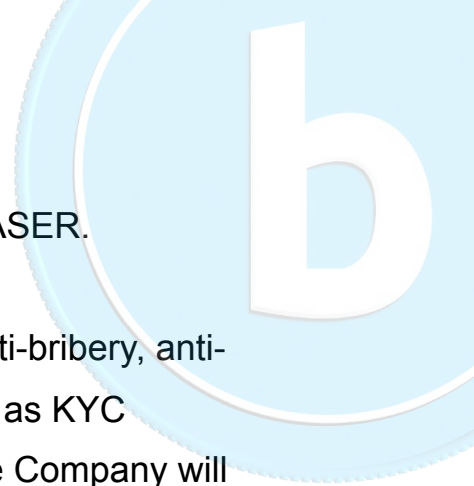 b
ASER.
ti-bribery, anti-
as KYC
e Company will